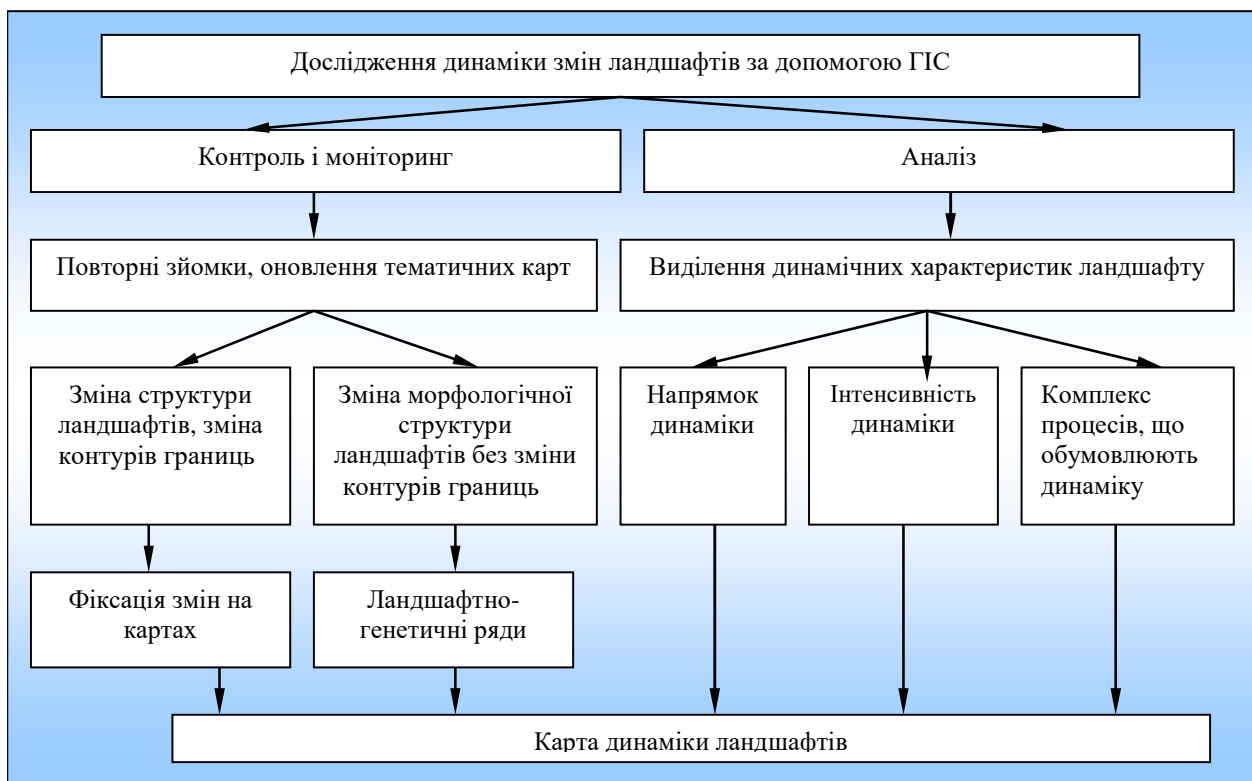 Дослідження динаміки змін ландшафтів за допомогою ГІС
Контроль і моніторинг
Аналіз
Повторні зйомки, оновлення тематичних карт
Виділення динамічних характеристик ландшафту
Зміна структури
ландшафтів, зміна
контурів границь
Зміна морфологічної
структури
ландшафтів без зміни
контурів границь
Напрямок
динаміки
Інтенсивність
динаміки
Комплекс
процесів, що
обумовлюють
динаміку
Фіксація змін на
картах
Ландшафтно-
генетичні ряди
Карта динаміки ландшафтів